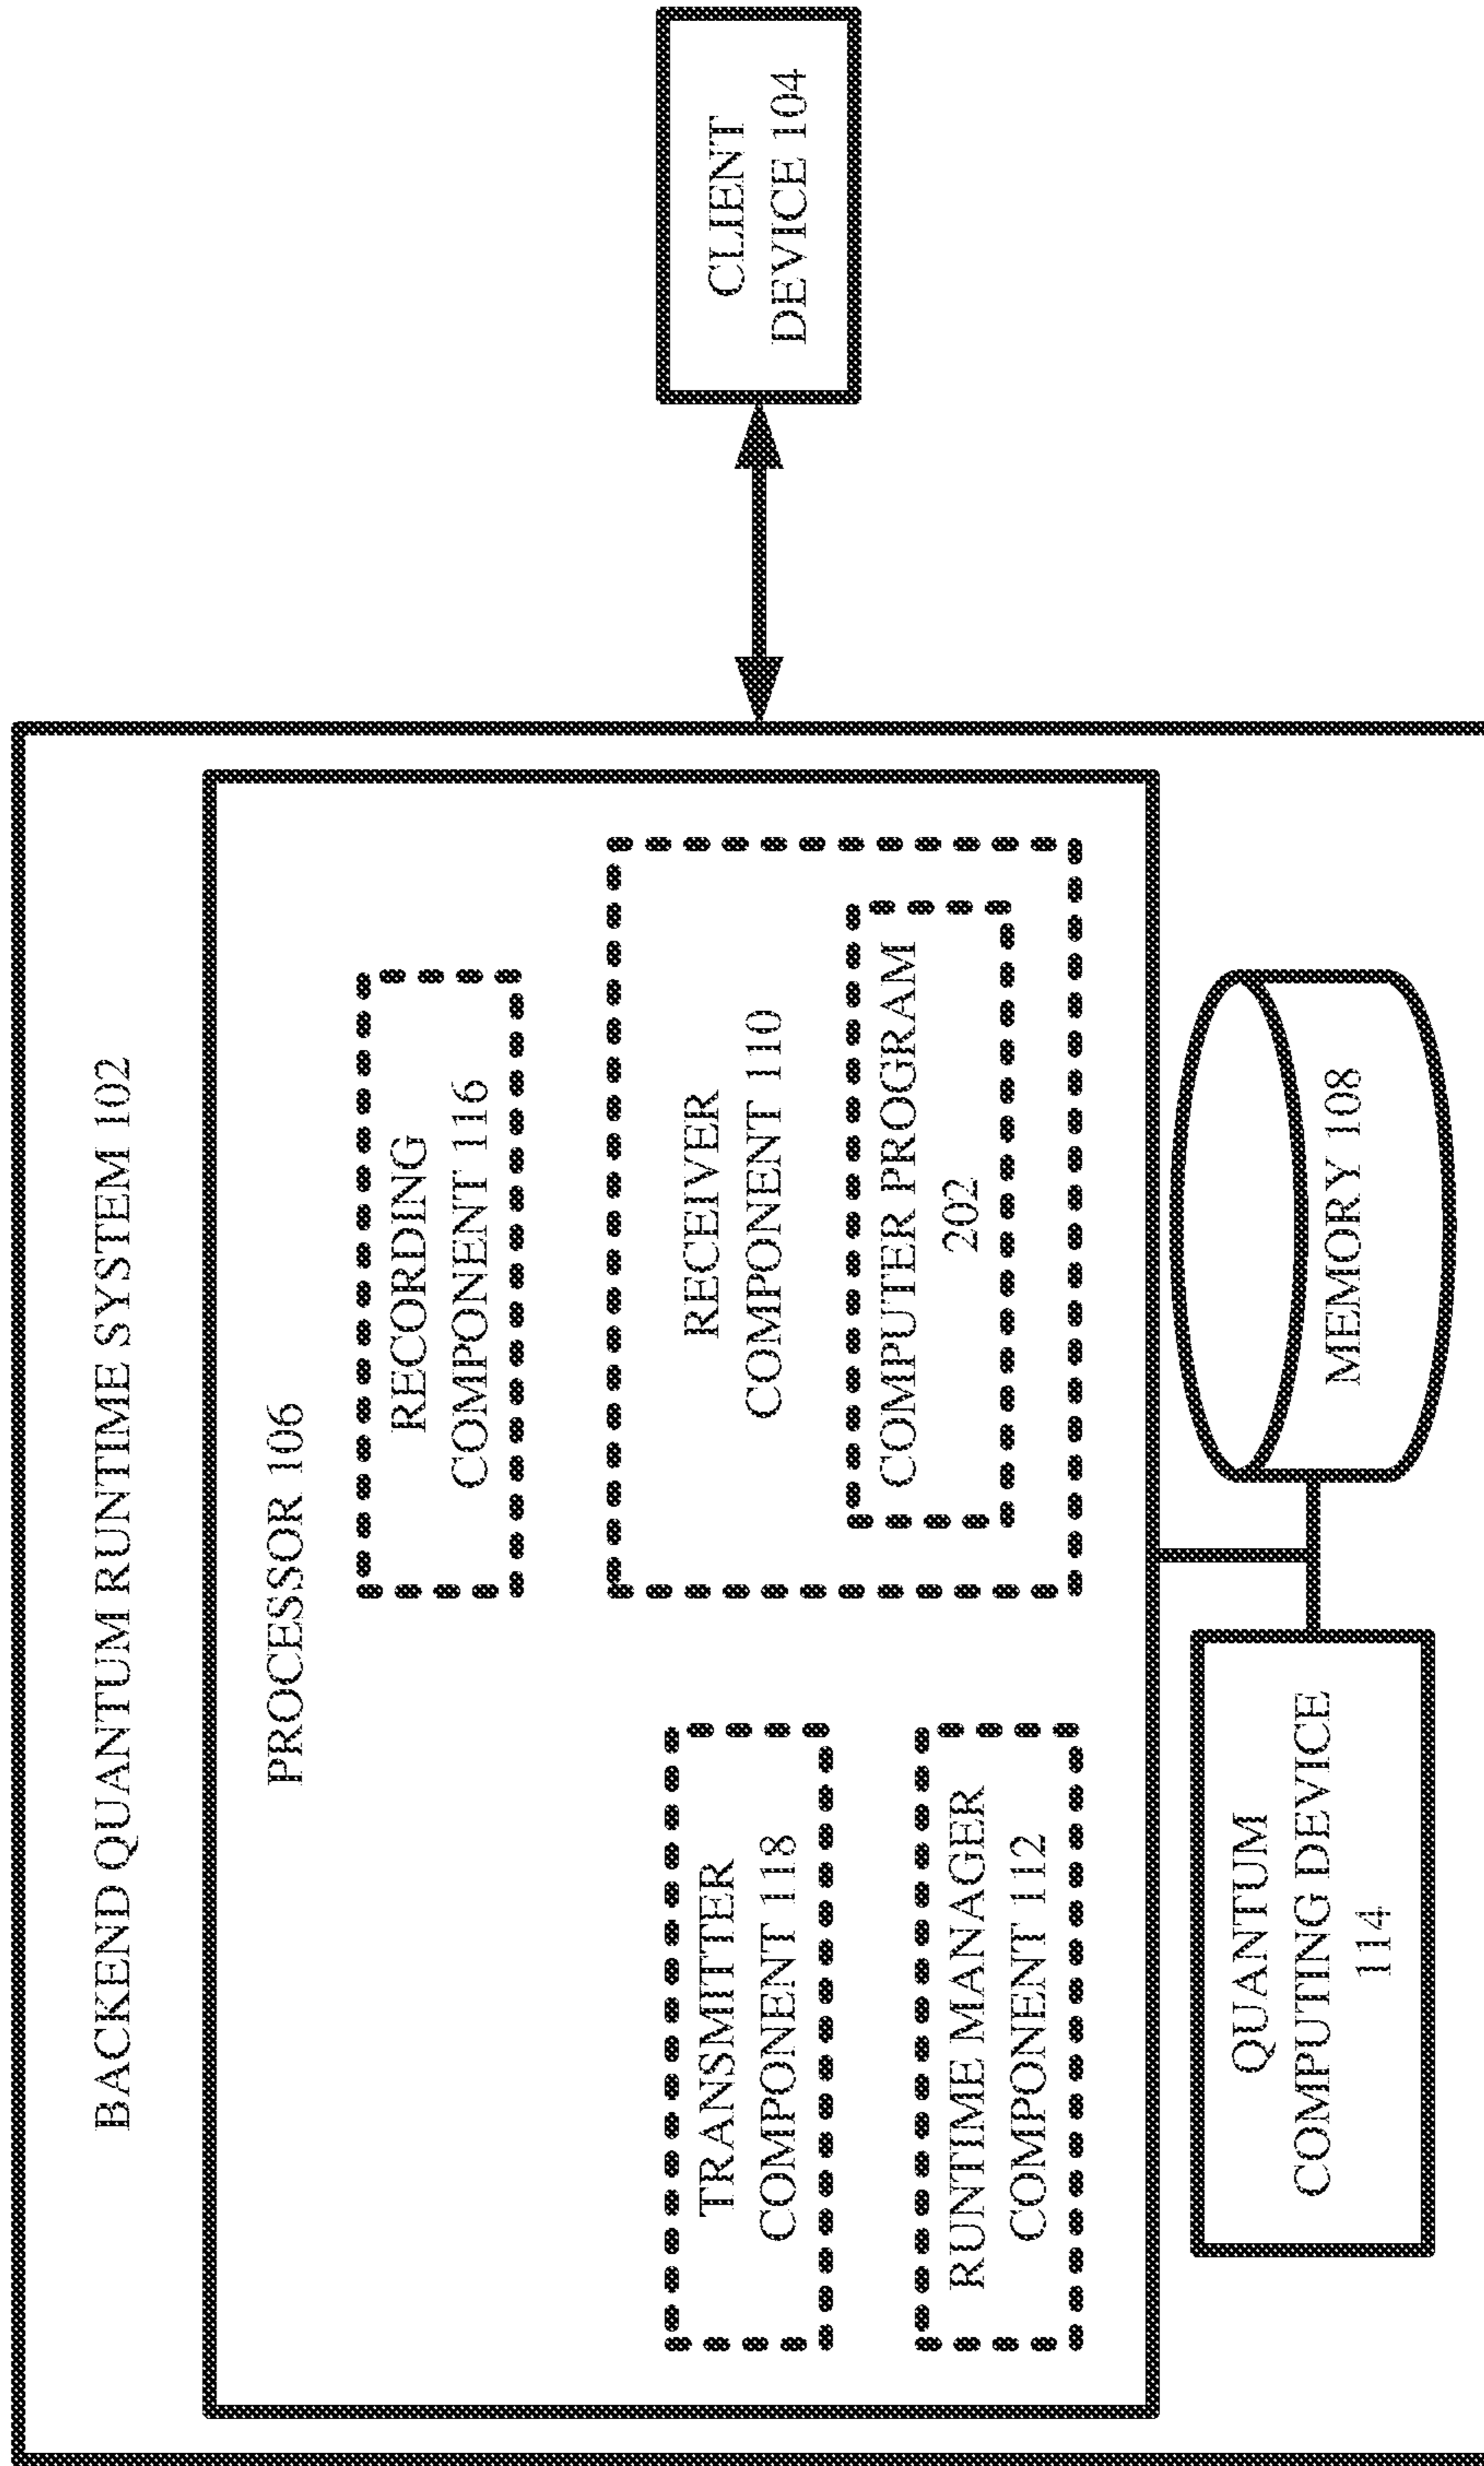 BACKEND QUANTUM RUNTIME SYSTEM 102
PROCESSOR 106
RECORDING
COMPONENT 116
TRANSMITTER
COMPONENT 118
RECEIVER
COMPONENT 110
COMPUTER PROGRAM
202
RUNTIME MANAGER
COMPONENT 112
QUANTUM
COMPUTING DEVICE
114
MEMORY 108
CLIENT
DEVICE 104